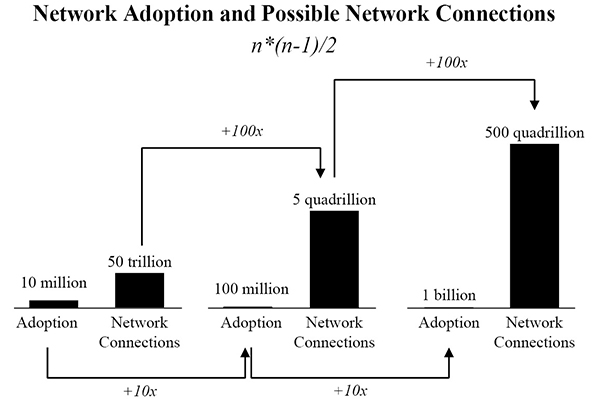 Network Adoption and Possible Network Connections
n*(n-1)/2
+100x
+100x
500 quadrillion
5 quadrillion
50 trillion
10 million
100 million
1 billion
Adoption
Network
Connections
Adoption
Network
Connections
Adoption
Network
Connections
+10x
+10x